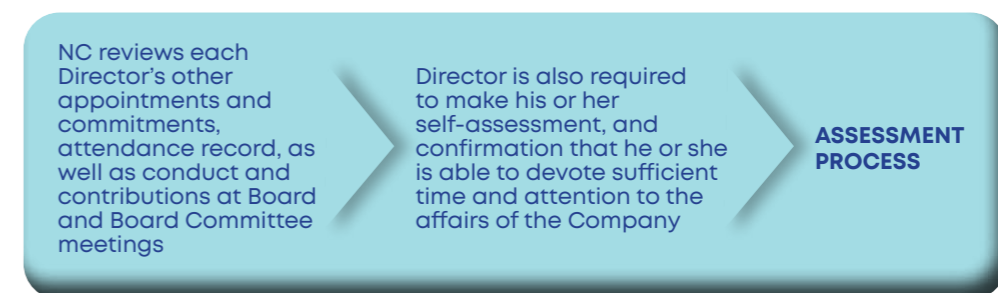 NC reviews each
Director’s other
appointments and
commitments,
attendance record, as
well as conduct and
contributions at Board
and Board Committee
meetings
Director is also required
to make his or her
self-assessment, and
confirmation that he or she
is able to devote sufficient
time and attention to the
affairs of the Company
ASSESSMENT
PROCESS